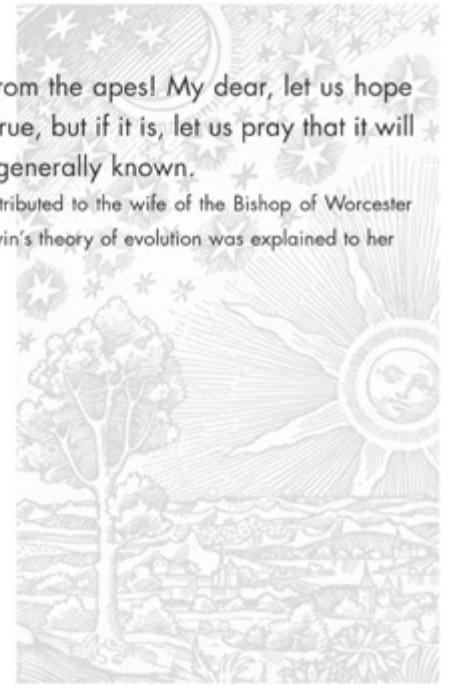 rom the apes! My dear, let us hope
rue, but if it is, let us pray that it will
generally known.
tributed to the wife of the Bishop of Worcester
vin's theory of evolution was explained to her